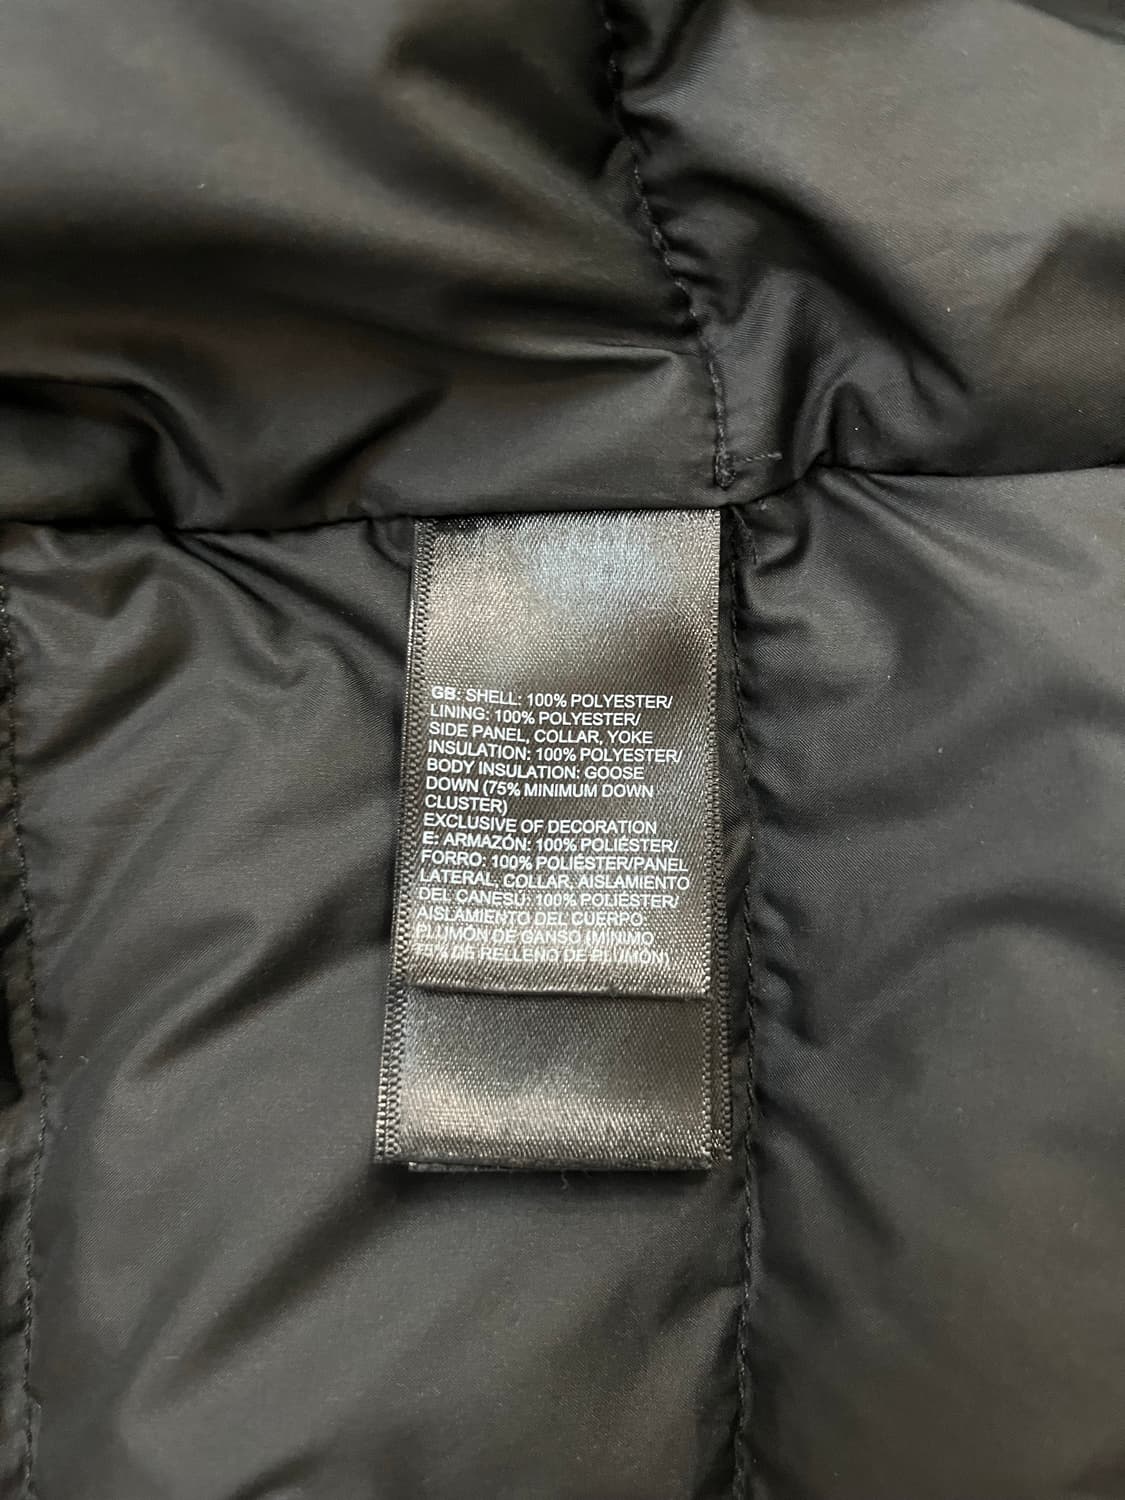 GB: SHELL: 100% POLYESTER/
LINING: 100% POLYESTER/
SIDE PANEL, COLLAR, YOKE
INSULATION: 100% POLYESTER/
BODY INSULATION: GOOSE
DOWN (75% MINIMUM DOWN
CLUSTER)
EXCLUSIVE OF DECORATION
E: ARMAZÓN: 100% POLIÉSTER/
FORRO: 100% POLIÉSTER/PANEL
LATERAL, COLLAR, AISLAMIENTO
DEL CANESÚ: 100% POLIÉSTER/
AISLAMIENTO DEL CUERPO:
PLUMÓN DE GANSO (MÍNIMO
75% DE RELLENO DE PLUMÓN)